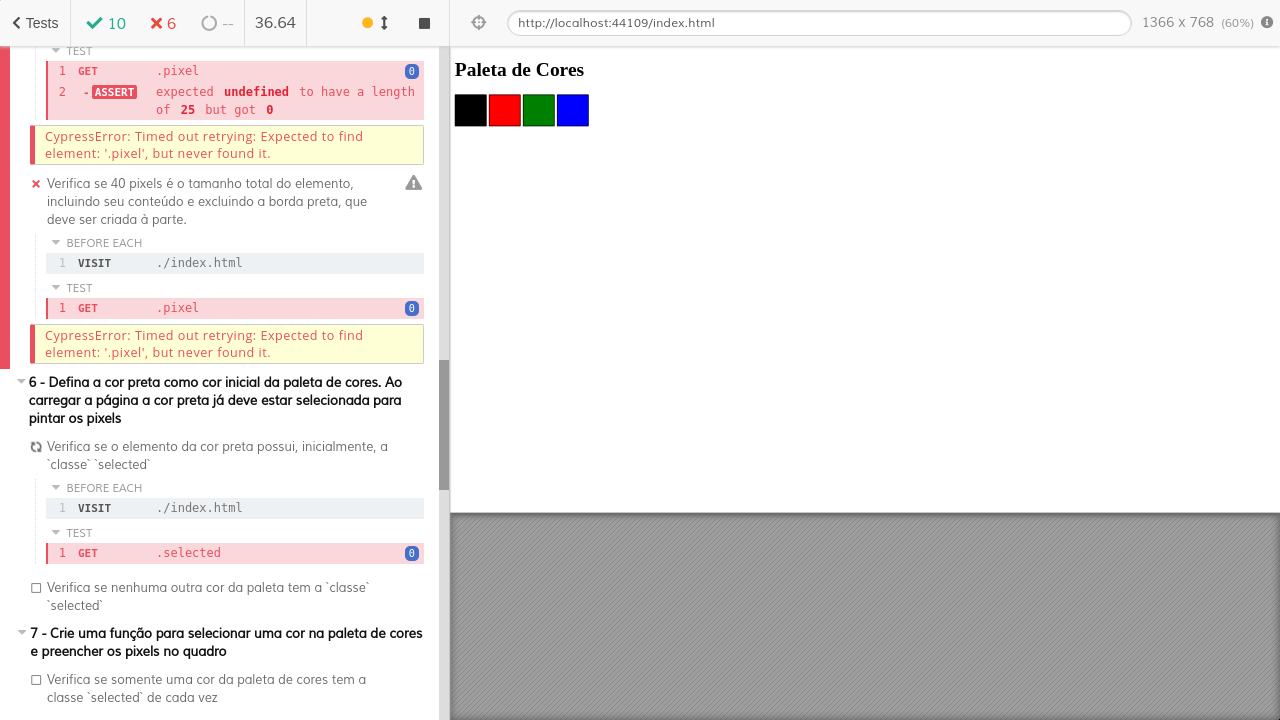 Tests
10
6
--
36.64
http://localhost:44109/index.html
1366 x 768 (60%)
TEST
1 GET .pixel 0
2 -ASSERT expected undefined to have a length
of 25 but got 0
CypressError: Timed out retrying: Expected to find
element: '.pixel', but never found it.
Verifica se 40 pixels é o tamanho total do elemento,
incluindo seu conteúdo e excluindo a borda preta, que
deve ser criada à parte.
BEFORE EACH
1 VISIT ./index.html
TEST
1 GET .pixel 0
CypressError: Timed out retrying: Expected to find
element: '.pixel', but never found it.
6 - Defina a cor preta como cor inicial da paleta de cores. Ao
carregar a página a cor preta já deve estar selecionada para
pintar os pixels
Verifica se o elemento da cor preta possui, inicialmente, a
`classe` `selected`
BEFORE EACH
1 VISIT ./index.html
TEST
1 GET .selected 0
Verifica se nenhuma outra cor da paleta tem a `classe`
`selected`
7 - Crie uma função para selecionar uma cor na paleta de cores
e preencher os pixels no quadro
Verifica se somente uma cor da paleta de cores tem a
classe `selected` de cada vez
Paleta de Cores